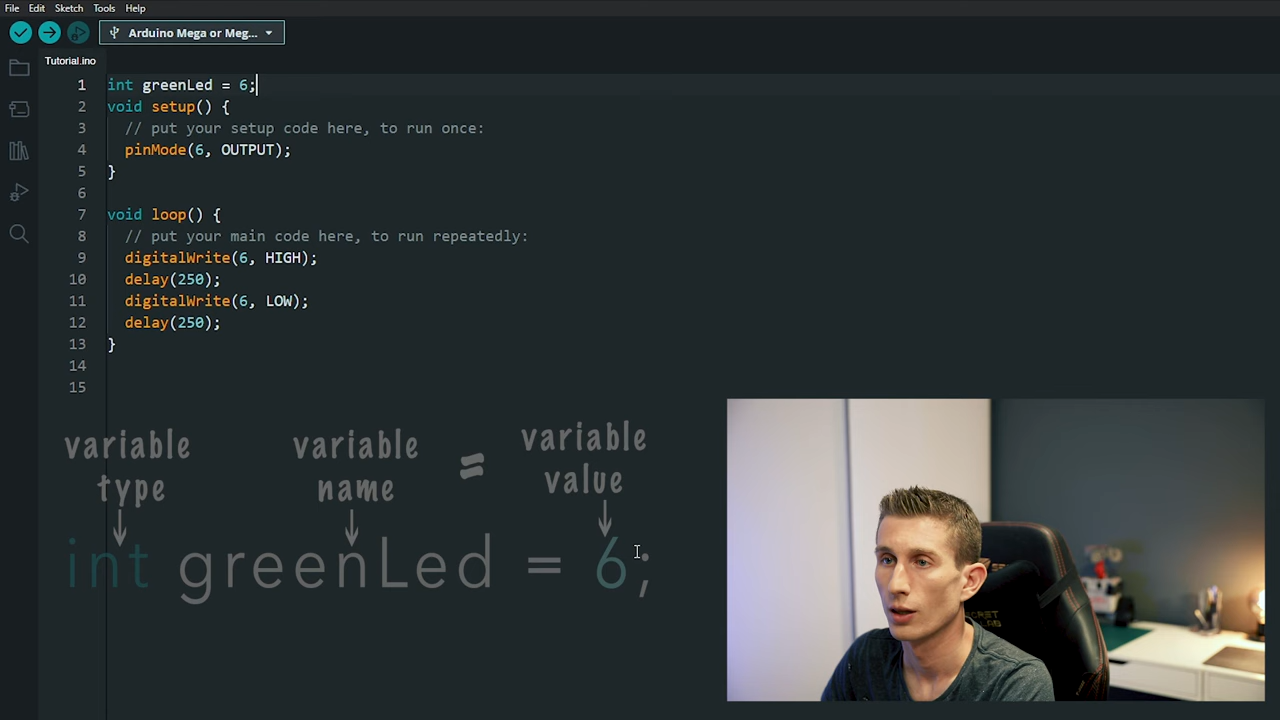 File Edit Sketch Tools Help
Arduino Mega or Meg...
Tutorial.ino
1 int greenLed = 6;
2 void setup() {
3 // put your setup code here, to run once:
4 pinMode(6, OUTPUT);
5 }
6
7 void loop() {
8 // put your main code here, to run repeatedly:
9 digitalWrite(6, HIGH);
10 delay(250);
11 digitalWrite(6, LOW);
12 delay(250);
13 }
14
15
variable type variable name = variable value
int greenLed = 6;